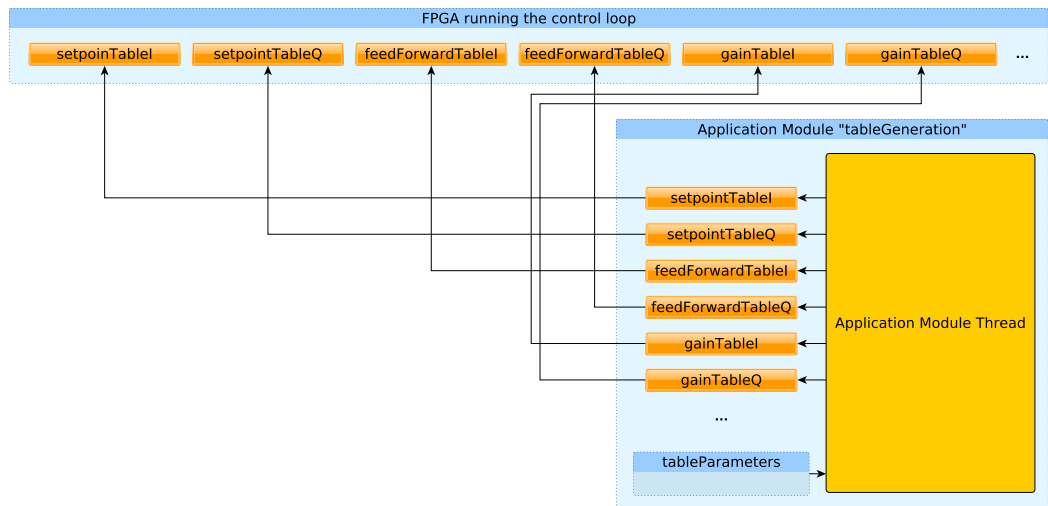 FPGA running the control loop
setpoinTableI
setpointTableQ
feedForwardTableI
feedForwardTableQ
gainTableI
gainTableQ
...
Application Module "tableGeneration"
setpointTableI
setpointTableQ
feedForwardTableI
feedForwardTableQ
gainTableI
gainTableQ
...
Application Module Thread
tableParameters